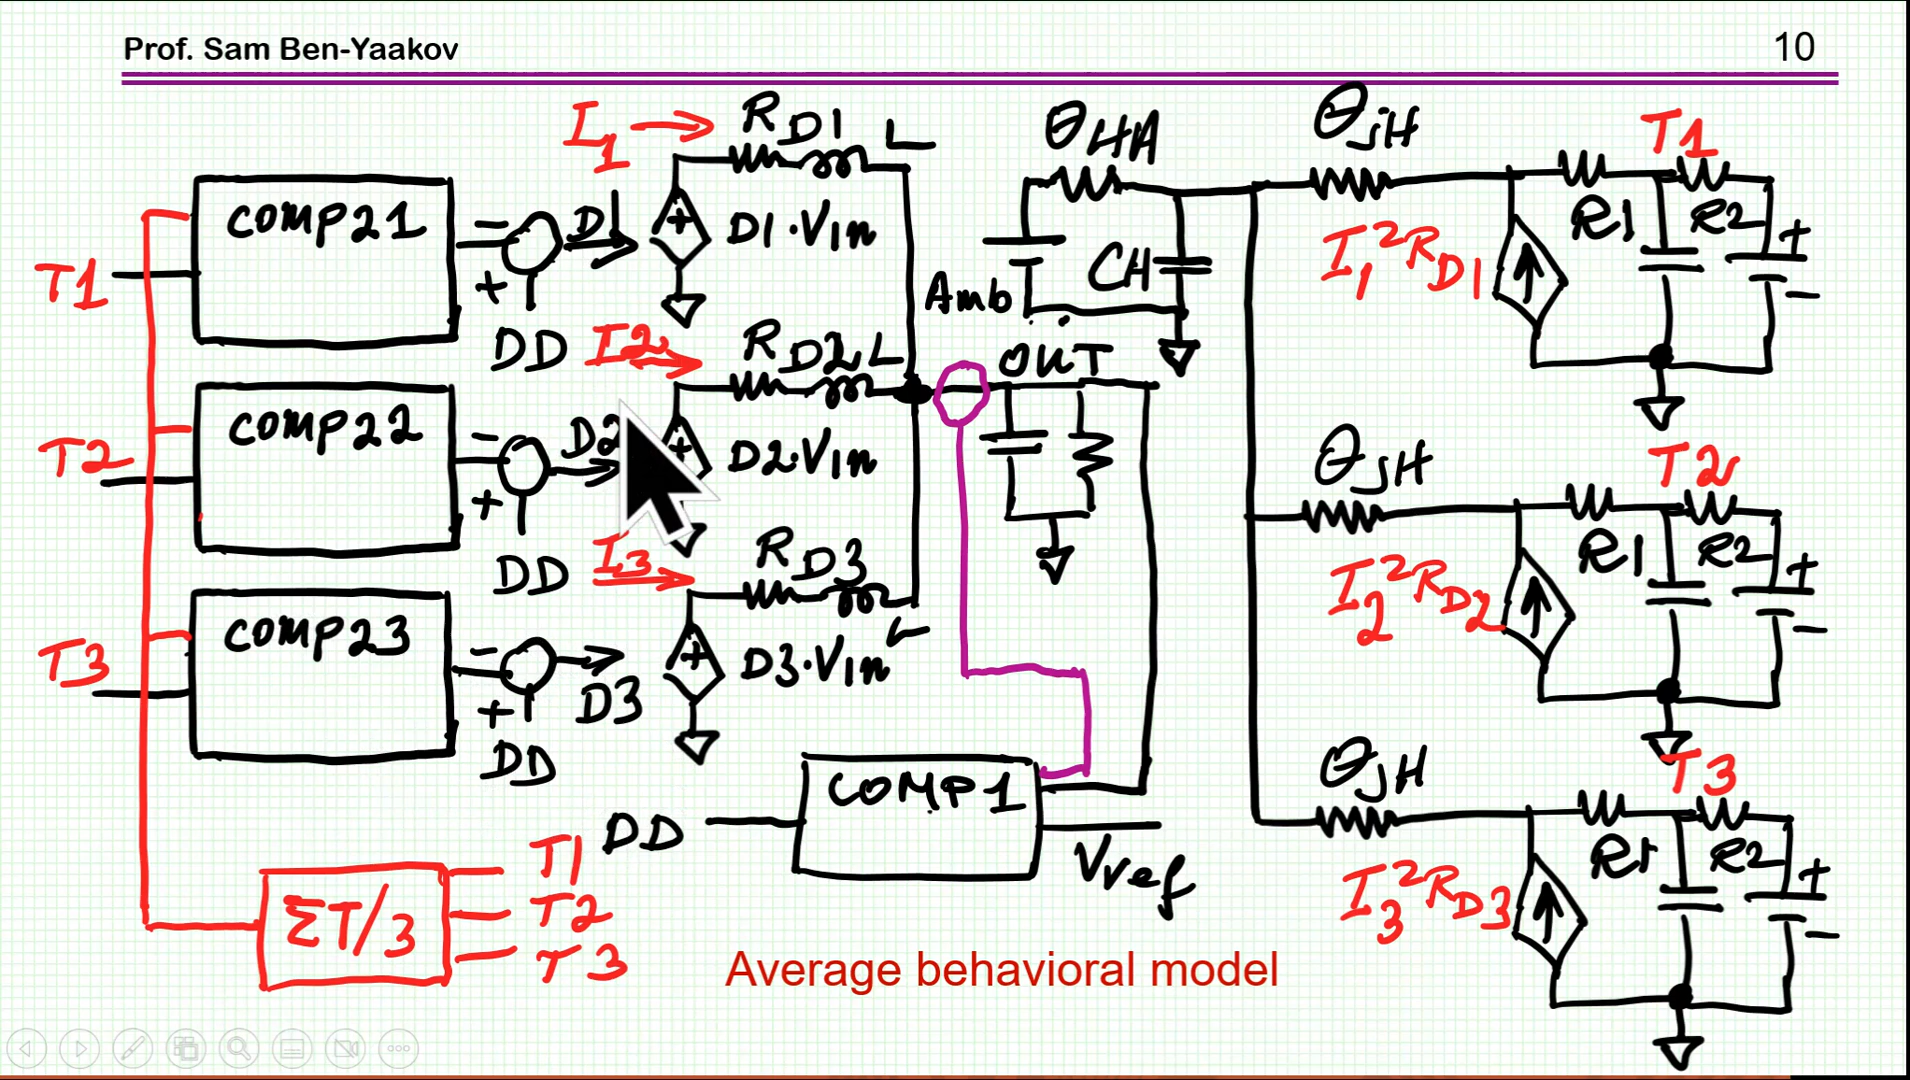 Prof. Sam Ben-Yaakov
10
I1
RD1
L
COMP21
T1
-
+
D1
DD
D1·Vin
I2
RD2
L
COMP22
T2
-
+
D2
DD
D2·Vin
I3
RD3
L
COMP23
T3
-
+
D3
DD
D3·Vin
ΣT/3
T1
T2
T3
DD
COMP1
Vref
OUT
ΘHA
Amb
CH
ΘjH
T1
R1
R2
+
-
I1²RD1
ΘjH
T2
R1
R2
+
-
I2²RD2
ΘjH
T3
R1
R2
+
-
I3²RD3
Average behavioral model